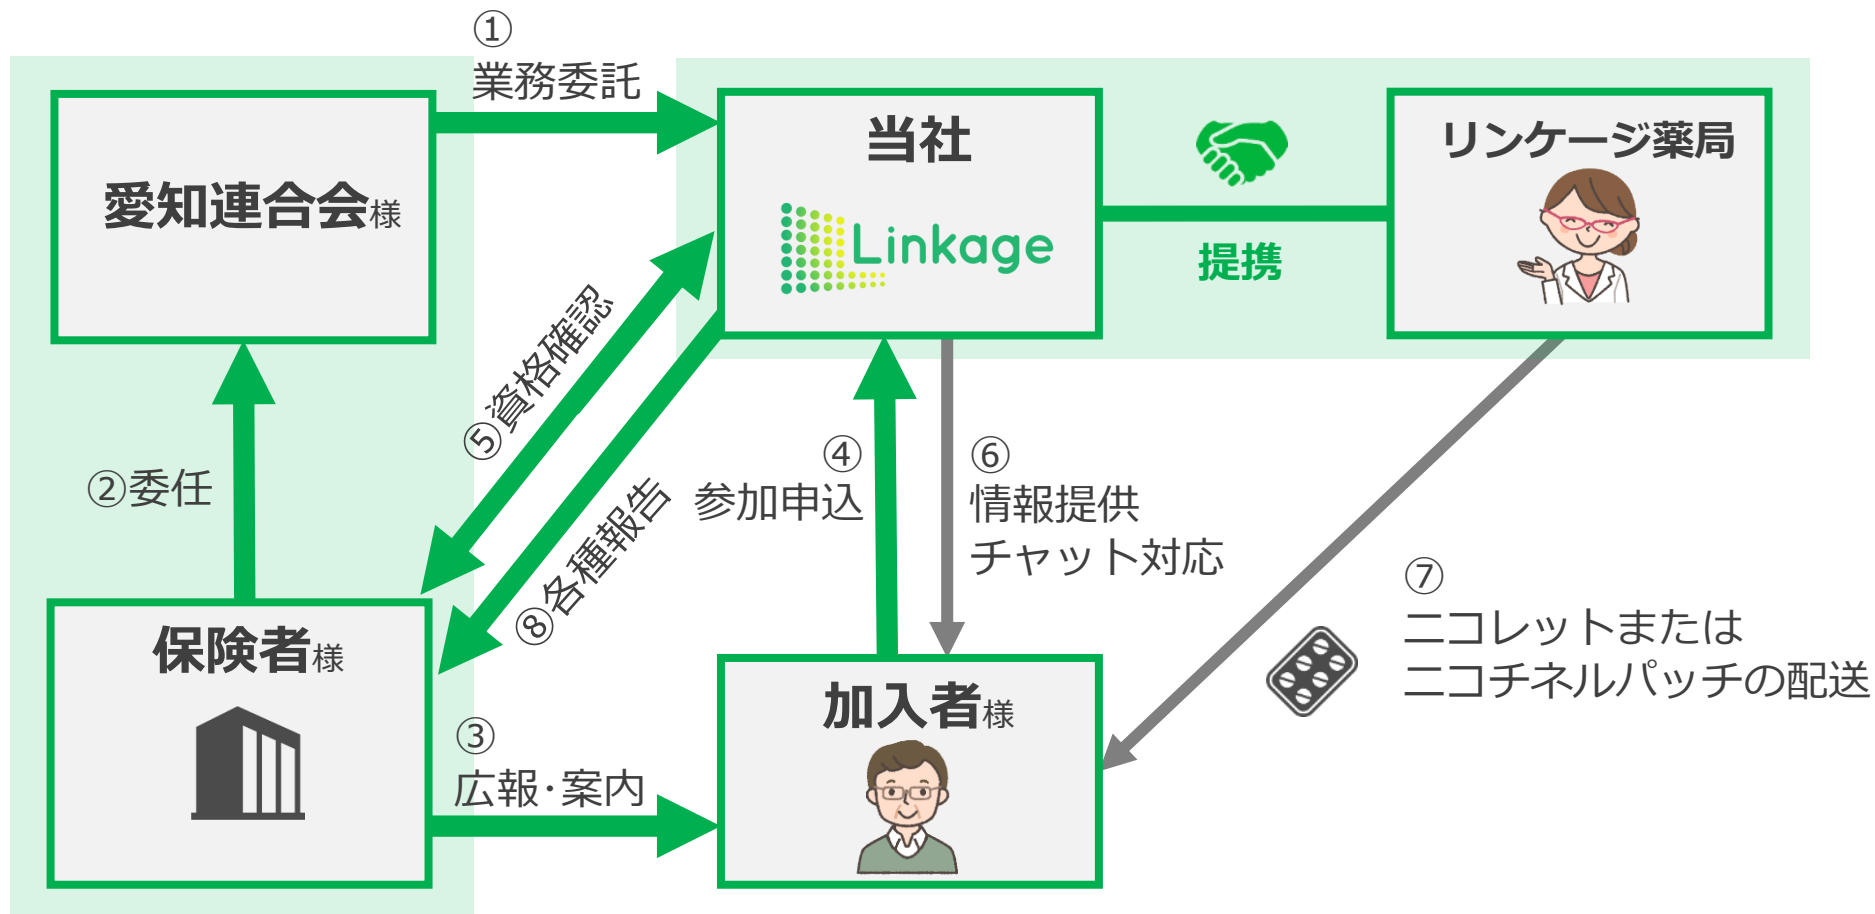 ①
業務委託
愛知連合会様
当社
Linkage
提携
リンケージ薬局
⑤資格確認
②委任
④
参加申込
⑥
情報提供
チャット対応
⑧各種報告
⑦
ニコレットまたは
ニコチネルパッチの配送
保険者様
③
広報・案内
加入者様